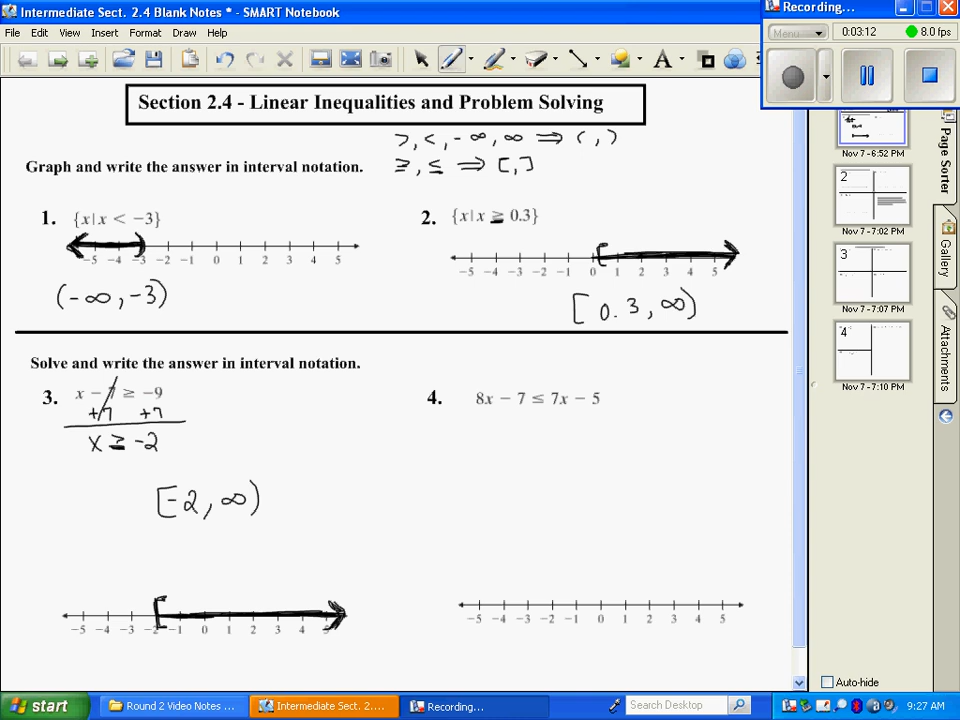 Intermediate Sect. 2.4 Blank Notes * - SMART Notebook
Recording...
File Edit View Insert Format Draw Help
Menu 0:03:12 8.0 fps
Section 2.4 - Linear Inequalities and Problem Solving
>, <, -∞, ∞ ⇒ ( , )
Graph and write the answer in interval notation.
≥, ≤ ⇒ [ , ]
1. {x|x < −3}
2. {x|x ≥ 0.3}
-5 -4 -3 -2 -1 0 1 2 3 4 5
-5 -4 -3 -2 -1 0 1 2 3 4 5
(-∞, -3)
[0.3, ∞)
Solve and write the answer in interval notation.
3. x − 7 ≥ −9
+7 +7
x ≥ -2
4. 8x − 7 ≤ 7x − 5
[-2, ∞)
-5 -4 -3 -2 -1 0 1 2 3 4 5
-5 -4 -3 -2 -1 0 1 2 3 4 5
Nov 7 - 6:52 PM
2
Nov 7 - 7:02 PM
3
Nov 7 - 7:07 PM
4
Nov 7 - 7:10 PM
Page Sorter
Gallery
Attachments
Auto-hide
start
Round 2 Video Notes ...
Intermediate Sect. 2.4....
Recording...
Search Desktop
9:27 AM